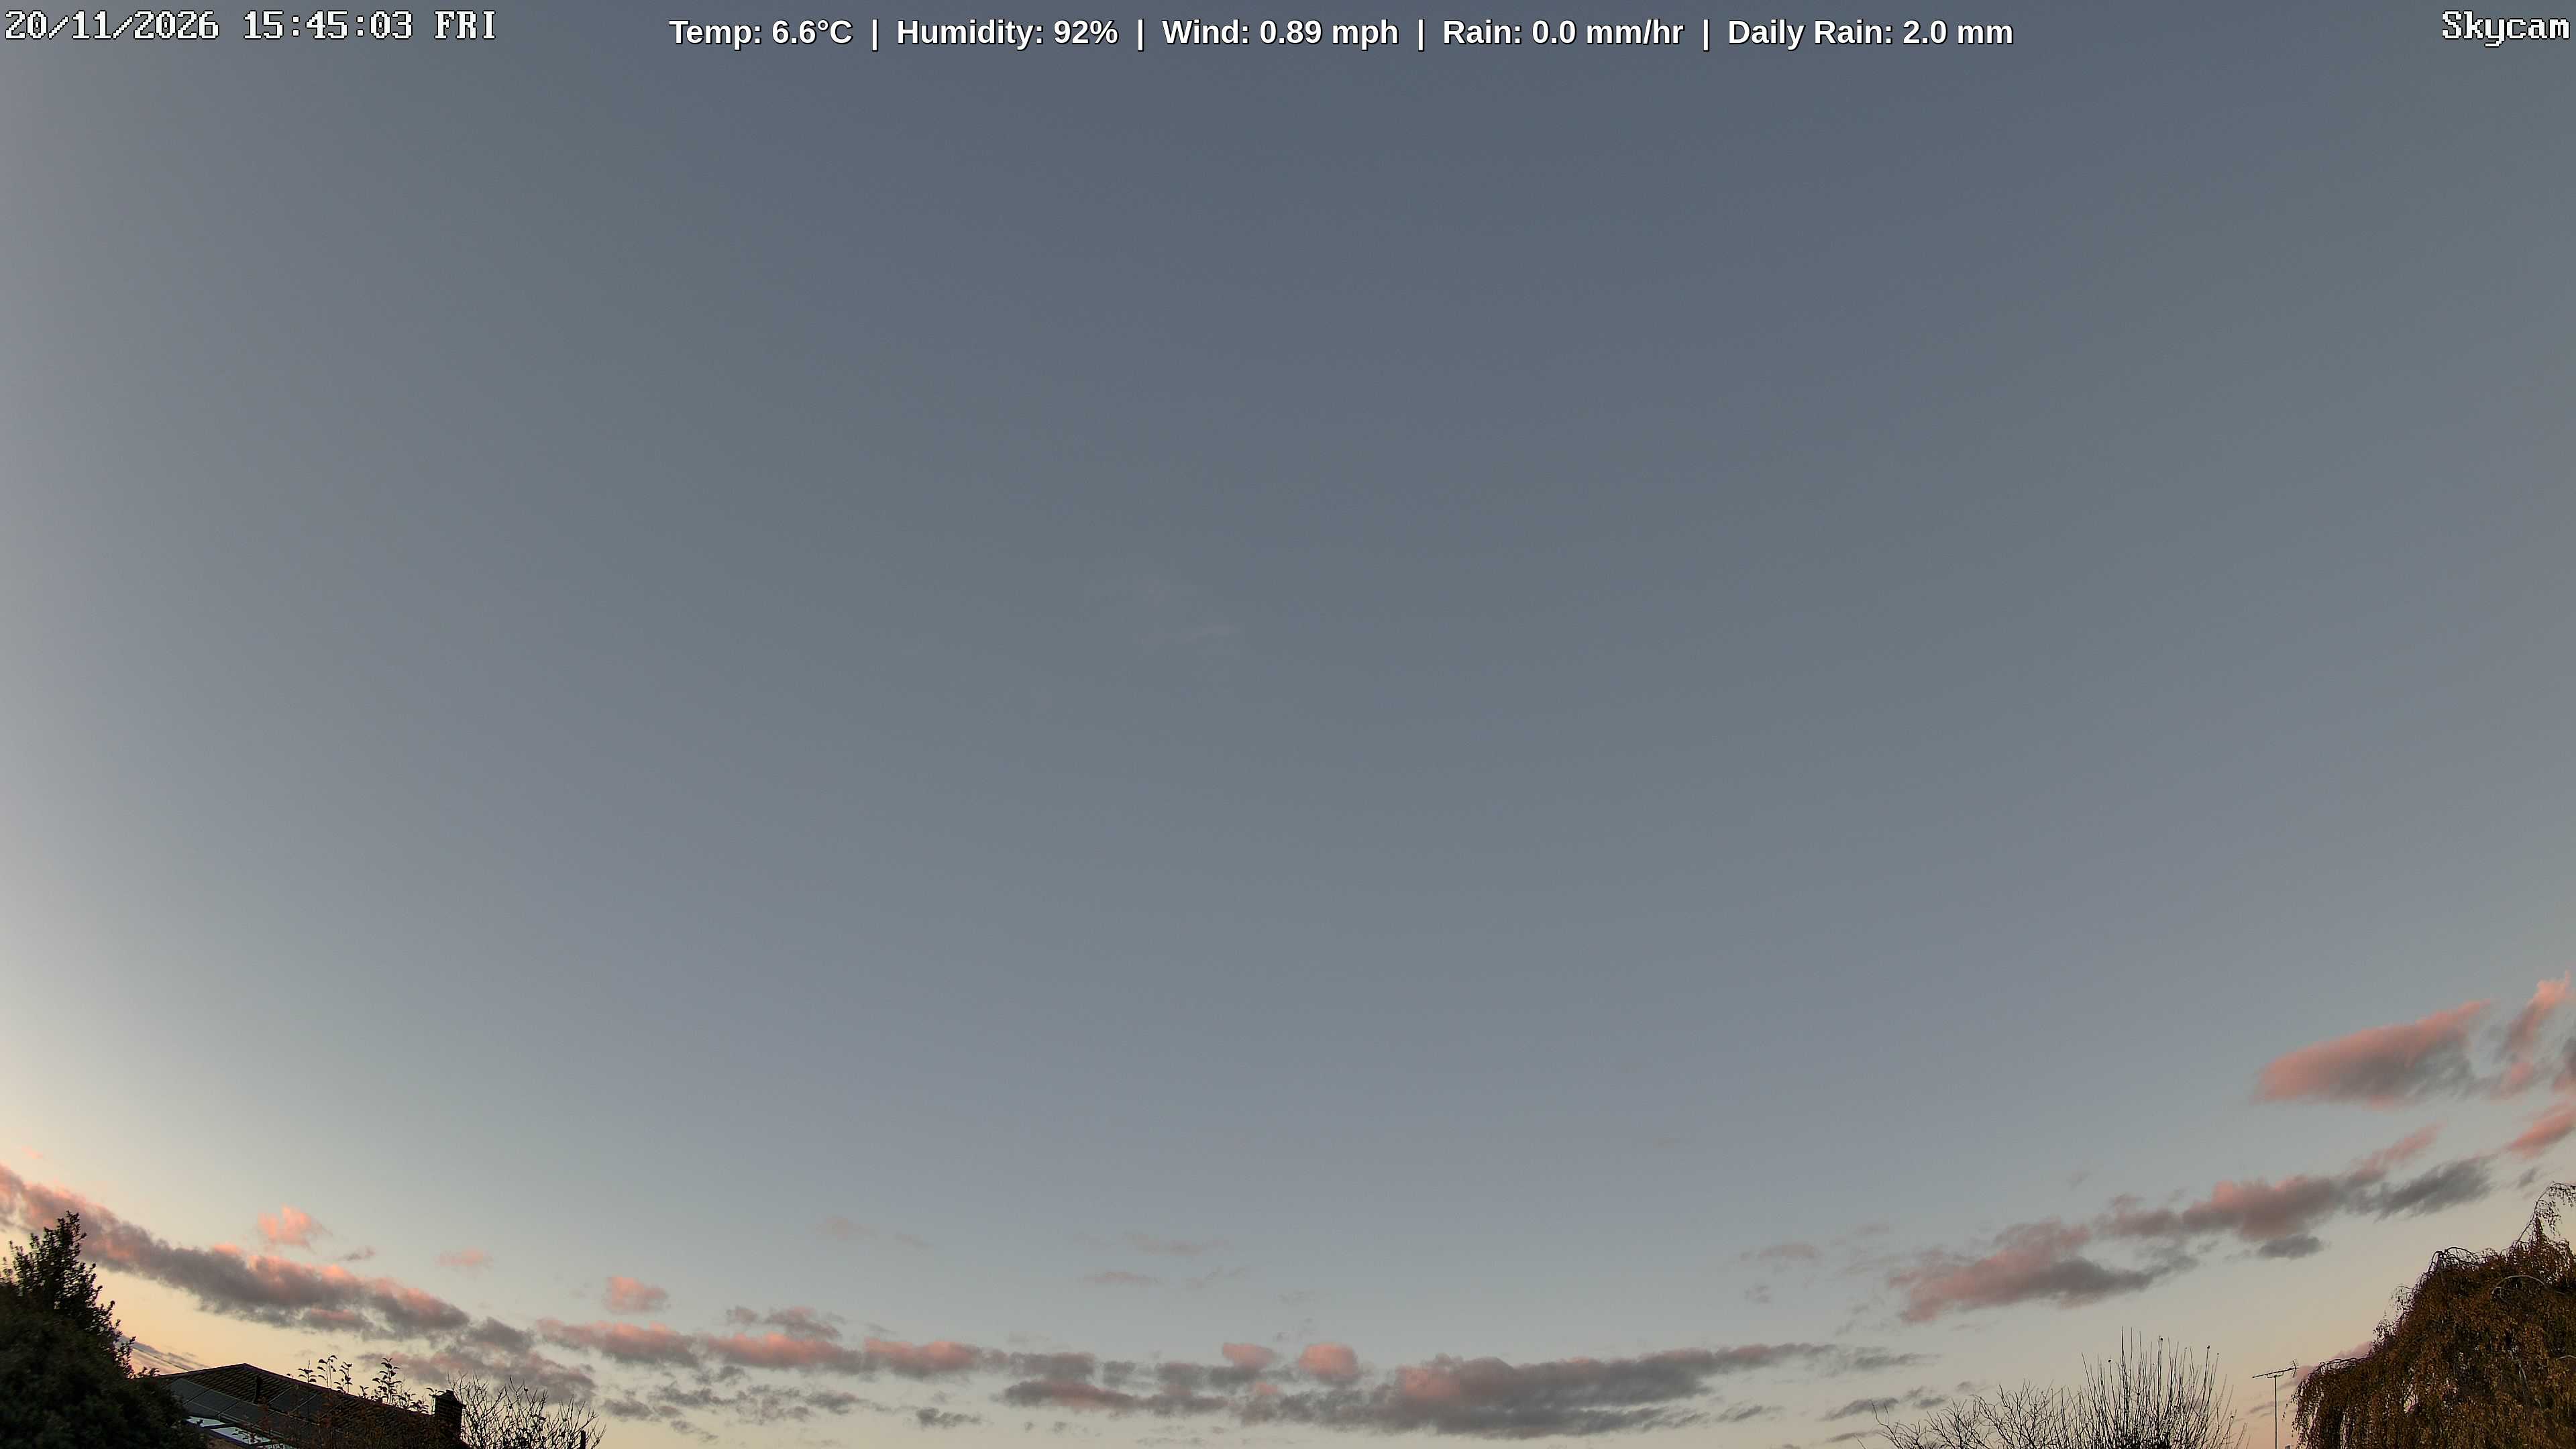 20/11/2026 15:45:03 FRI
Temp: 6.6°C | Humidity: 92% | Wind: 0.89 mph | Rain: 0.0 mm/hr | Daily Rain: 2.0 mm
Skycam